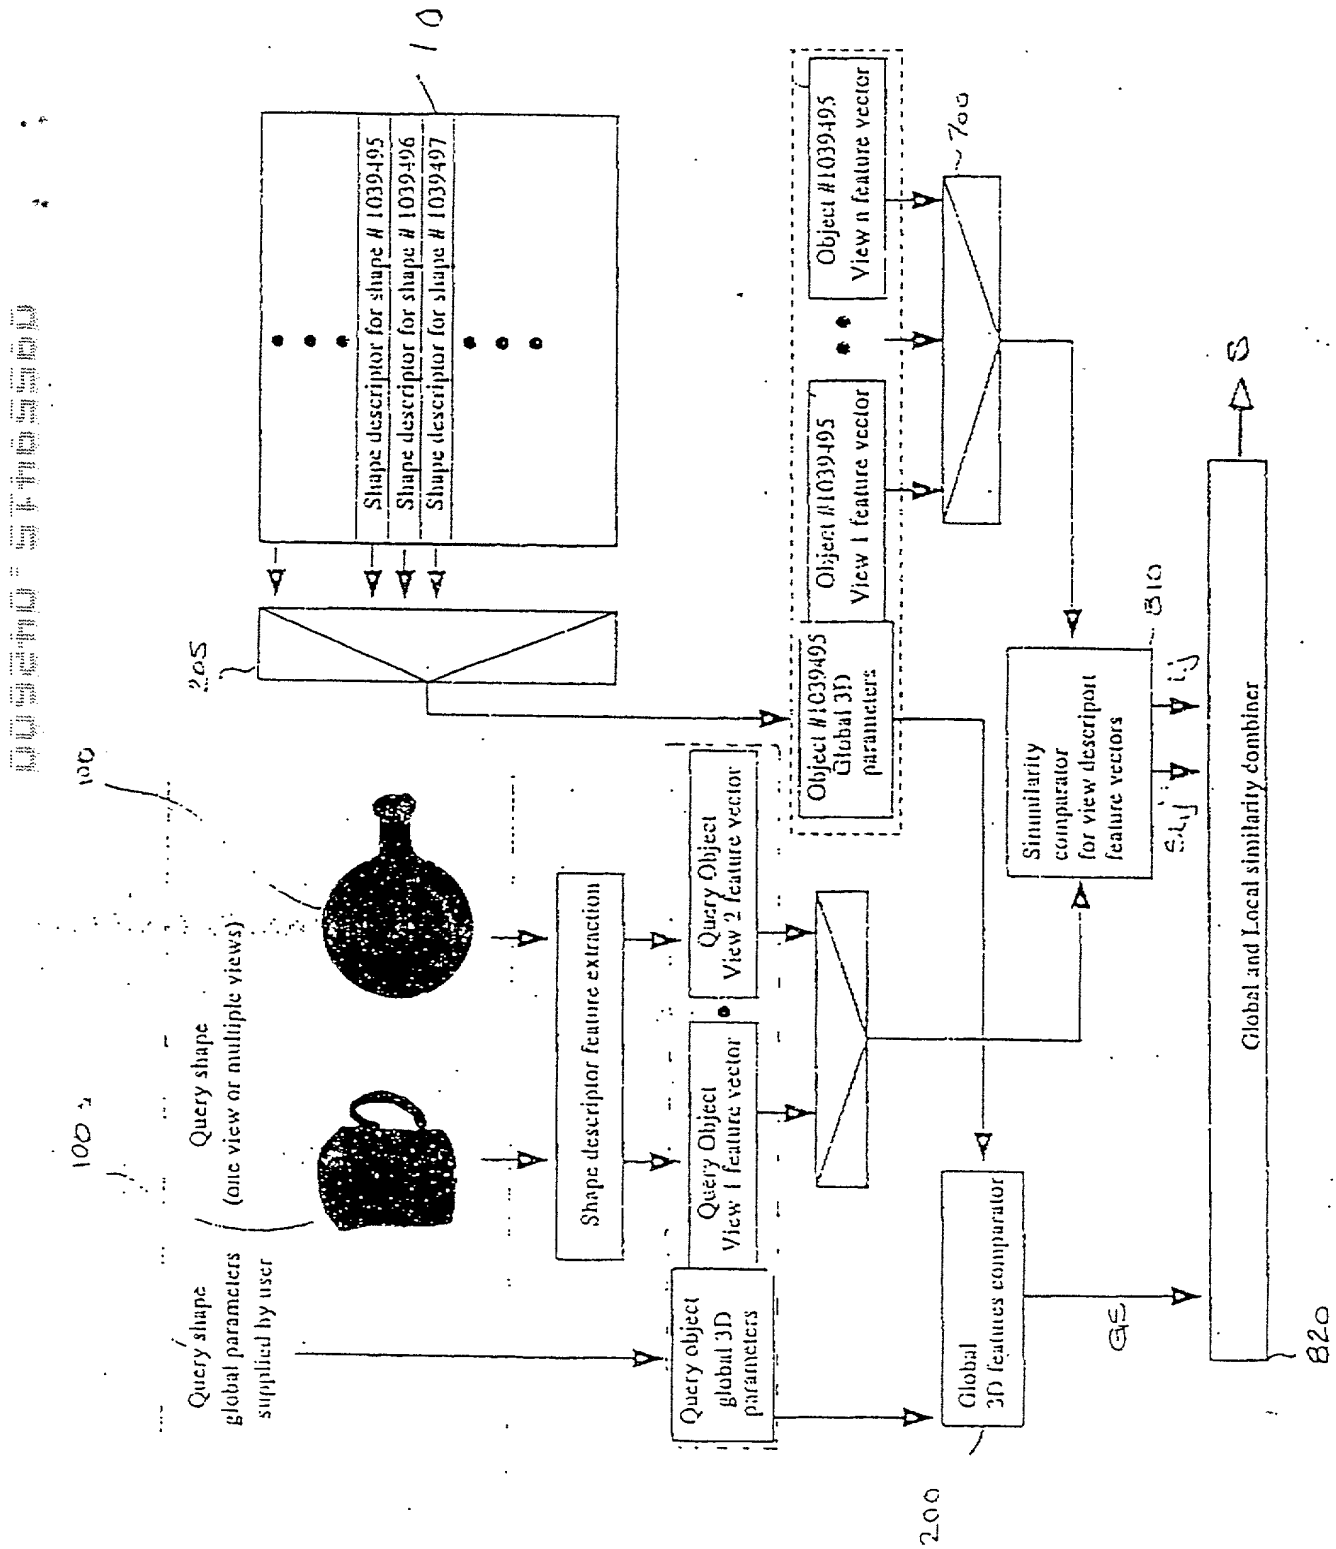 Query shape
global parameters
supplied by user
Query shape
(one view or multiple views)
100
100
Shape descriptor feature extraction
Query object
global 3D
parameters
Query Object
View 1 feature vector
Query Object
View 2 feature vector
205
10
Shape descriptor for shape # 1039495
Shape descriptor for shape # 1039496
Shape descriptor for shape # 1039497
Object #1039495
Global 3D
parameters
Object #1039495
View 1 feature vector
Object #1039495
View n feature vector
700
200
Global
3D features comparator
Simmilarity
comparator
for view descriport
feature vectors
810
GS
i,j
Global and Local similarity combiner
S
820